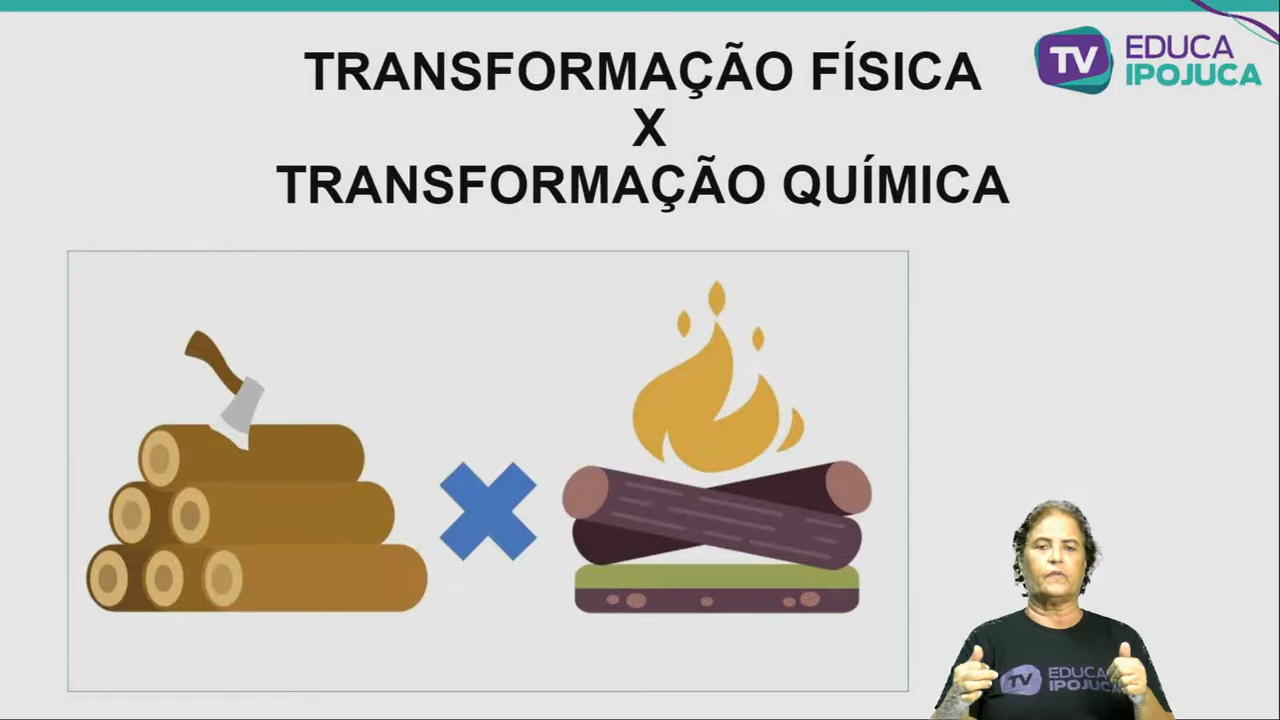 TRANSFORMAÇÃO FÍSICA
X
TRANSFORMAÇÃO QUÍMICA
TV EDUCA
IPOJUCA
TV EDUCA
IPOJUCA